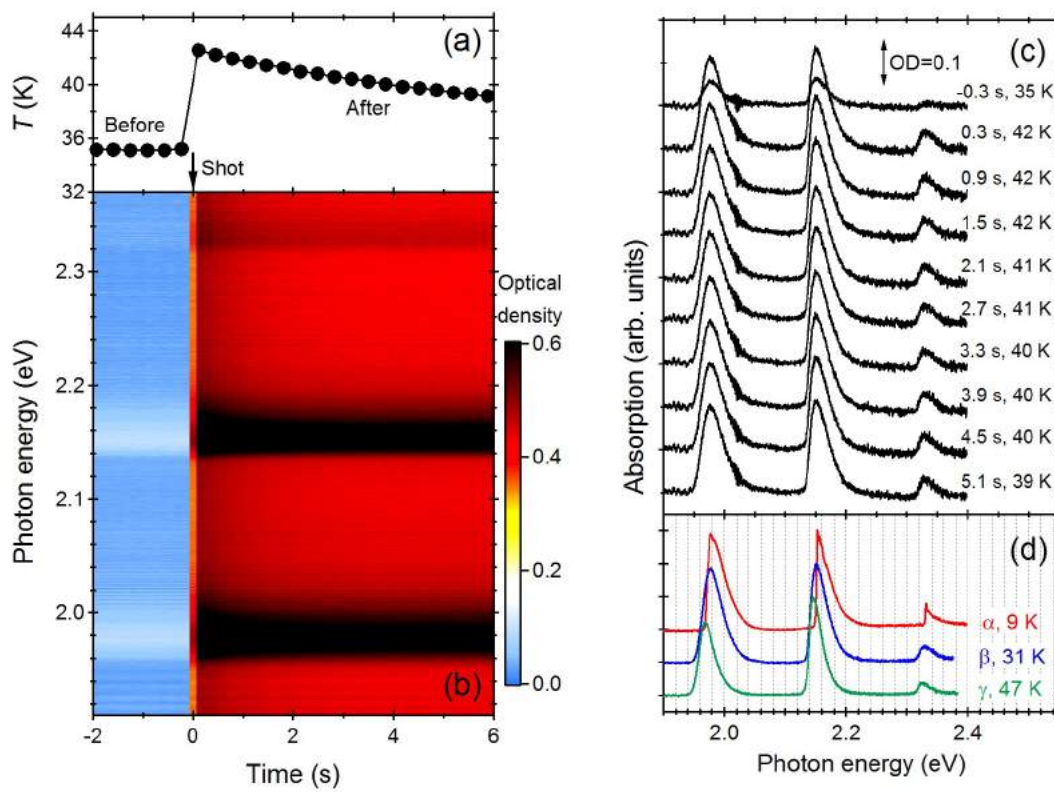 (a)
44
40
36
32
T (K)
Before
After
Shot
Photon energy (eV)
2.3
2.2
2.1
2.0
Optical
density
0.6
0.4
0.2
0.0
(b)
-2 0 2 4 6
Time (s)
(c)
OD=0.1
-0.3 s, 35 K
0.3 s, 42 K
0.9 s, 42 K
1.5 s, 42 K
2.1 s, 41 K
2.7 s, 41 K
3.3 s, 40 K
3.9 s, 40 K
4.5 s, 40 K
5.1 s, 39 K
Absorption (arb. units)
(d)
α, 9 K
β, 31 K
γ, 47 K
2.0 2.2 2.4
Photon energy (eV)